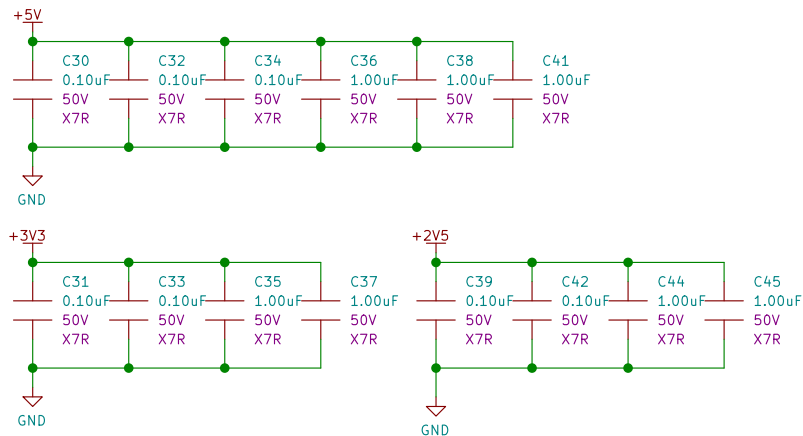 +5V
C30 C32 C34 C36 C38 C41
0.10uF 0.10uF 0.10uF 1.00uF 1.00uF 1.00uF
50V 50V 50V 50V 50V 50V
X7R X7R X7R X7R X7R X7R
GND
+3V3 +2V5
C31 C33 C35 C37 C39 C42 C44 C45
0.10uF 0.10uF 1.00uF 1.00uF 0.10uF 0.10uF 1.00uF 1.00uF
50V 50V 50V 50V 50V 50V 50V 50V
X7R X7R X7R X7R X7R X7R X7R X7R
GND
GND